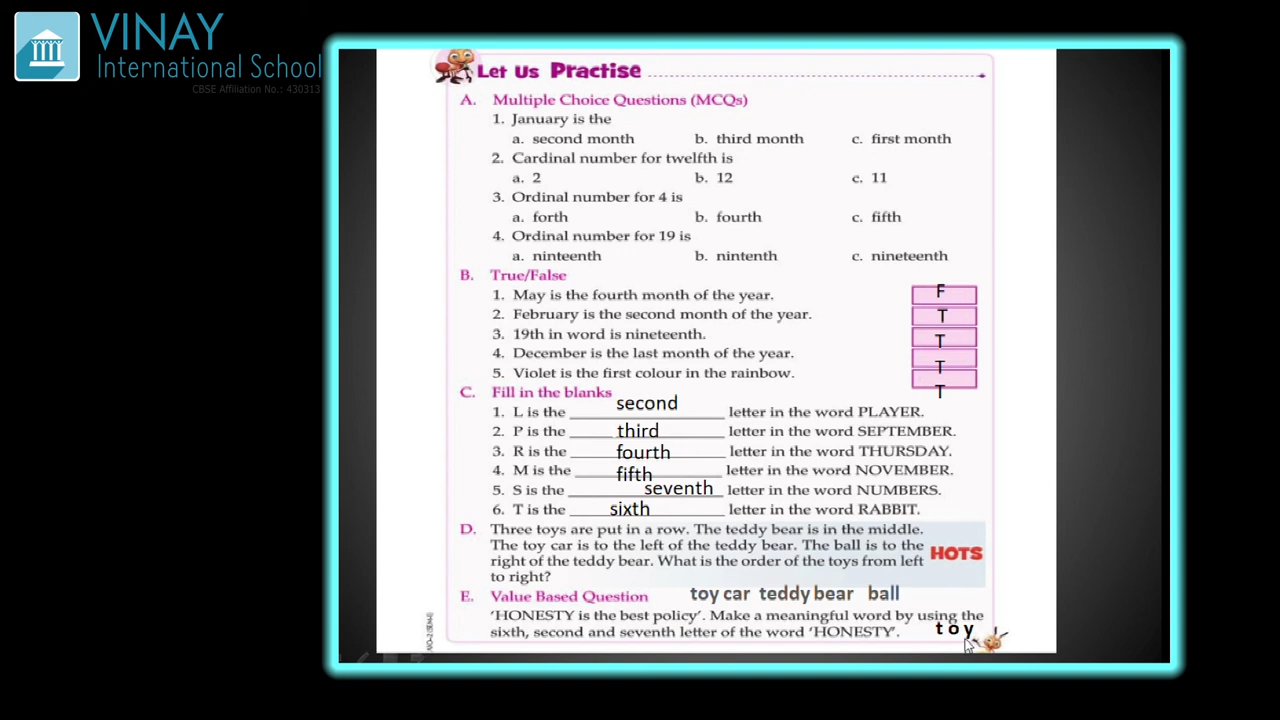 VINAY
International School
CBSE Affiliation No.: 430313
Let Us Practise
A. Multiple Choice Questions (MCQs)
1. January is the
a. second month b. third month c. first month
2. Cardinal number for twelfth is
a. 2 b. 12 c. 11
3. Ordinal number for 4 is
a. forth b. fourth c. fifth
4. Ordinal number for 19 is
a. ninteenth b. nintenth c. nineteenth
B. True/False
1. May is the fourth month of the year. F
2. February is the second month of the year. T
3. 19th in word is nineteenth. T
4. December is the last month of the year. T
5. Violet is the first colour in the rainbow. T
C. Fill in the blanks
1. L is the second letter in the word PLAYER.
2. P is the third letter in the word SEPTEMBER.
3. R is the fourth letter in the word THURSDAY.
4. M is the fifth letter in the word NOVEMBER.
5. S is the seventh letter in the word NUMBERS.
6. T is the sixth letter in the word RABBIT.
D. Three toys are put in a row. The teddy bear is in the middle.
The toy car is to the left of the teddy bear. The ball is to the
right of the teddy bear. What is the order of the toys from left
to right?
HOTS
toy car teddy bear ball
E. Value Based Question
'HONESTY is the best policy'. Make a meaningful word by using the
sixth, second and seventh letter of the word 'HONESTY'.
t o y